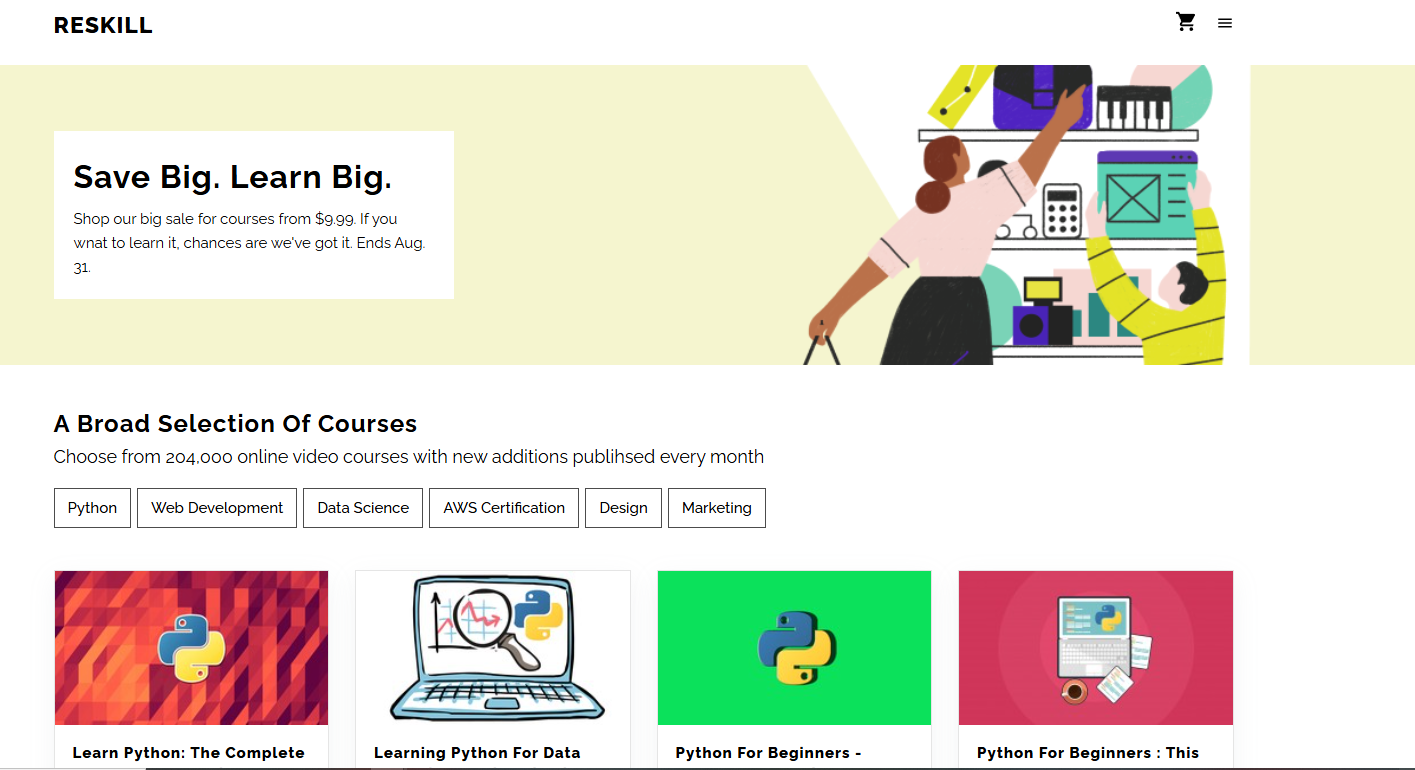 RESKILL
Save Big. Learn Big.
Shop our big sale for courses from $9.99. If you
wnat to learn it, chances are we've got it. Ends Aug.
31.
A Broad Selection Of Courses
Choose from 204,000 online video courses with new additions publihsed every month
Python
Web Development
Data Science
AWS Certification
Design
Marketing
Learn Python: The Complete
Learning Python For Data
Python For Beginners -
Python For Beginners : This